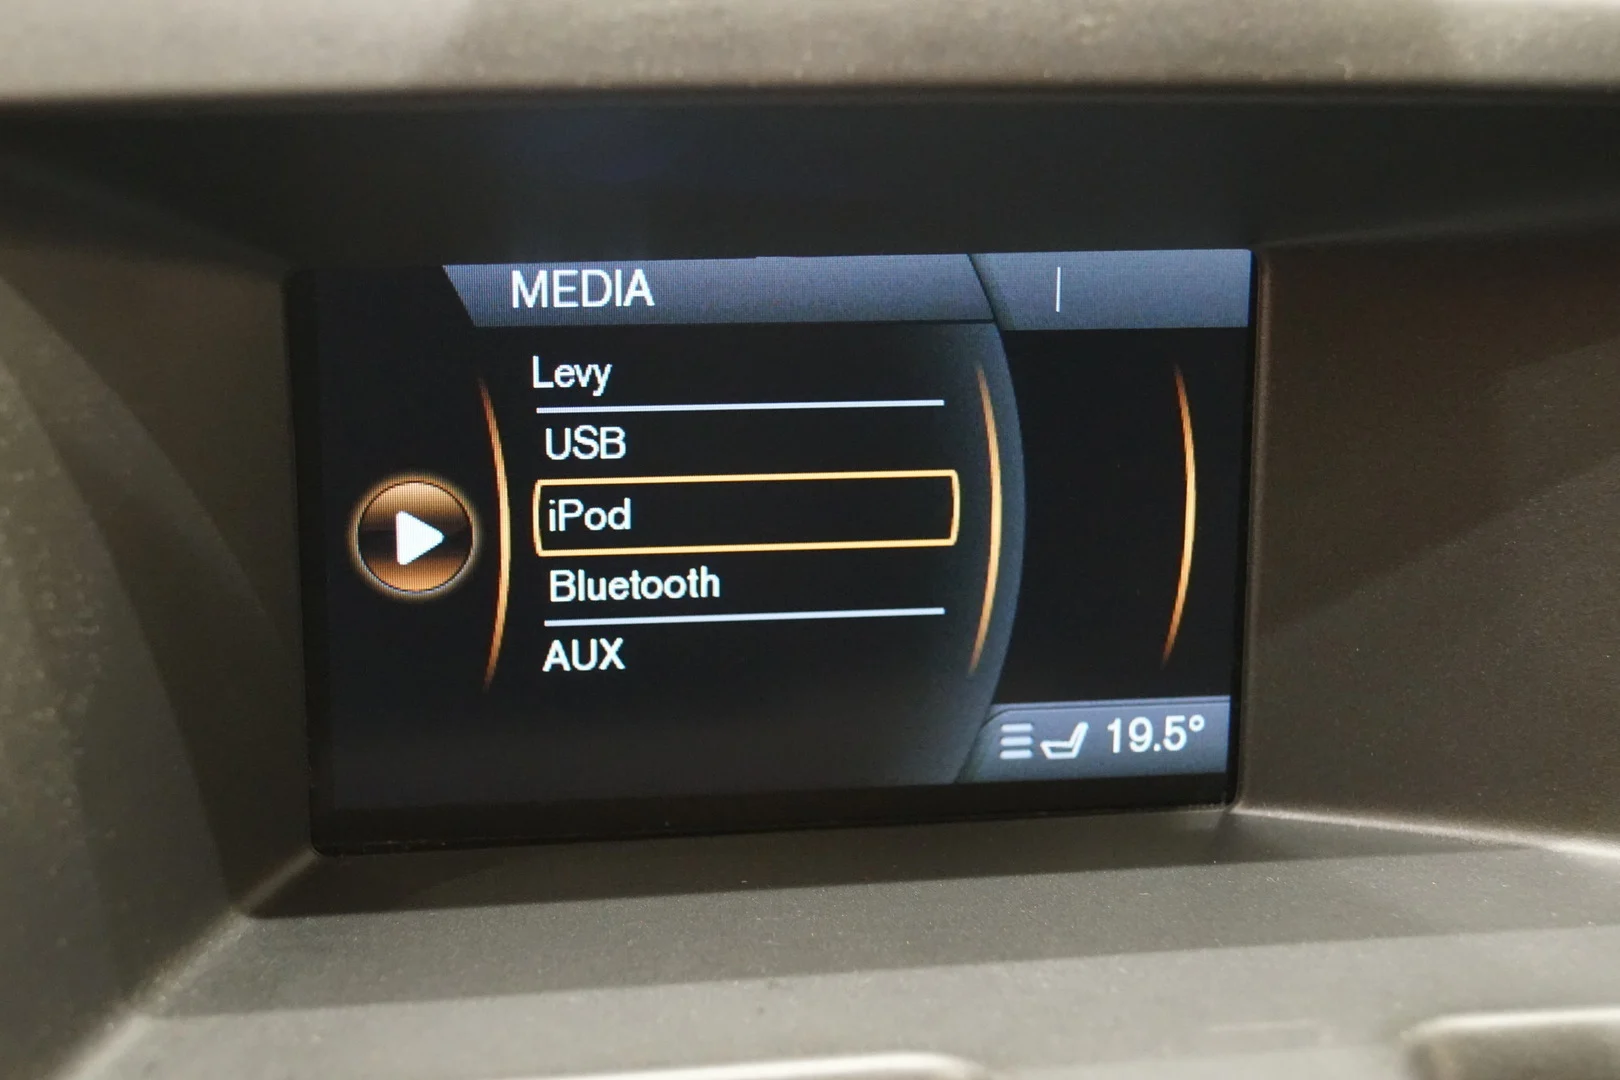 MEDIA
Levy
USB
iPod
Bluetooth
AUX
19.5°